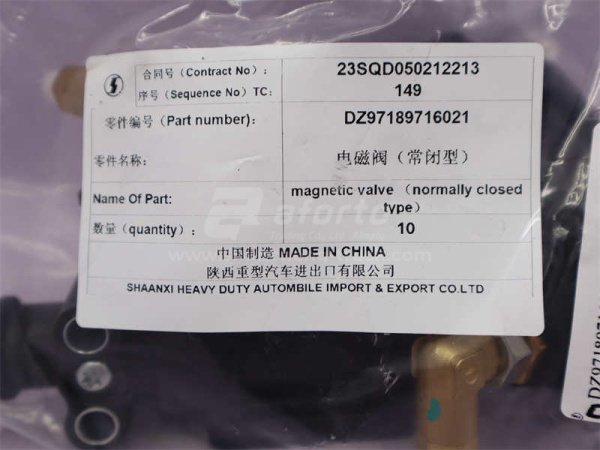 合同号（Contract No）： 23SQD050212213
序号（Sequence No）TC： 149
零件编号（Part number）： DZ97189716021
零件名称： 电磁阀（常闭型）
Name Of Part: magnetic valve （normally closed
type）
数量（quantity）： 10
aforto
中国制造 MADE IN CHINA
陕西重型汽车进出口有限公司
SHAANXI HEAVY DUTY AUTOMBILE IMPORT & EXPORT CO.LTD
DZ9718971